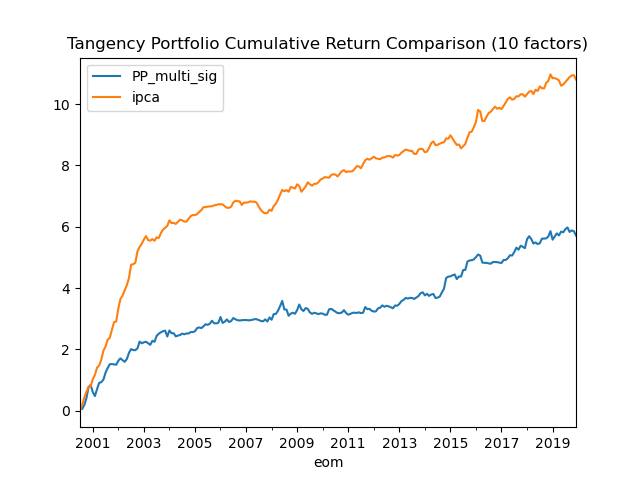 Tangency Portfolio Cumulative Return Comparison (10 factors)
PP_multi_sig
ipca
10
8
6
4
2
0
2001 2003 2005 2007 2009 2011 2013 2015 2017 2019
eom